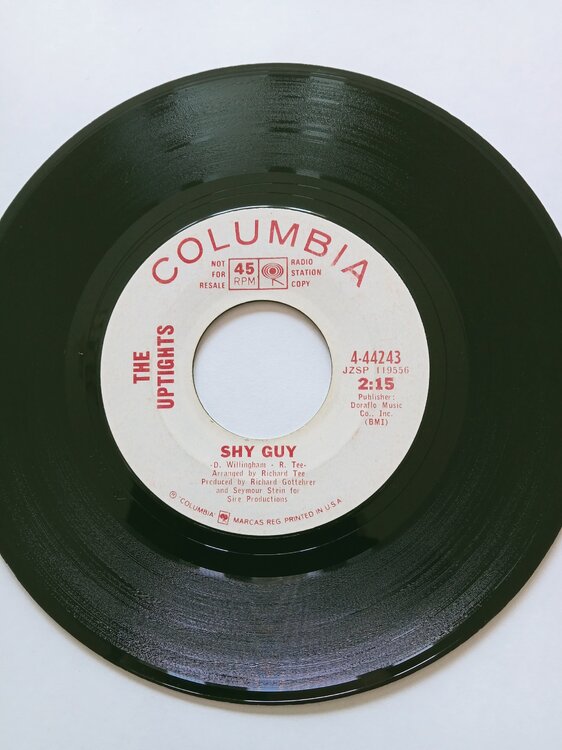 COLUMBIA
NOT
FOR
RESALE
45
RPM
RADIO
STATION
COPY
THE
UPTIGHTS
4-44243
JZSP 119556
2:15
Publisher:
Doraflo Music
Co., Inc.
(BMI)
SHY GUY
-D. Willingham - R. Tee-
Arranged by Richard Tee
Produced by Richard Gottehrer
and Seymour Stein for
Sire Productions
Ⓟ COLUMBIA MARCAS REG. PRINTED IN U.S.A.